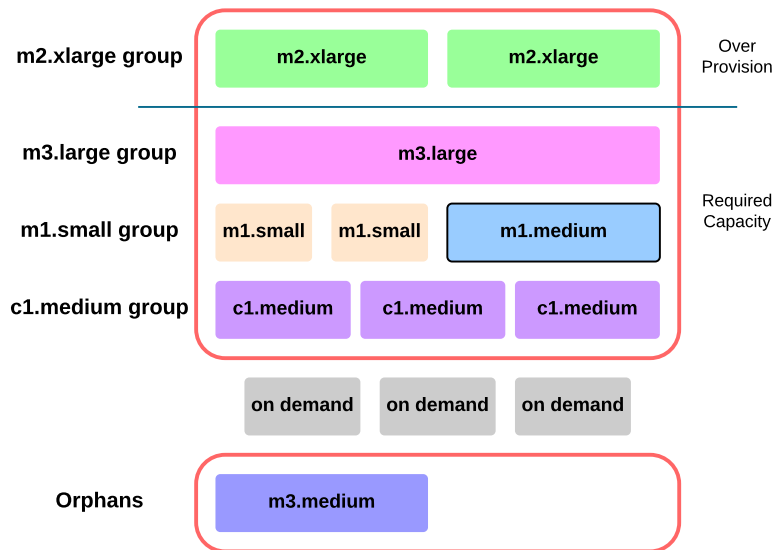 m2.xlarge group
m2.xlarge
m2.xlarge
Over
Provision
m3.large group
m3.large
m1.small group
m1.small
m1.small
m1.medium
Required
Capacity
c1.medium group
c1.medium
c1.medium
c1.medium
on demand
on demand
on demand
Orphans
m3.medium